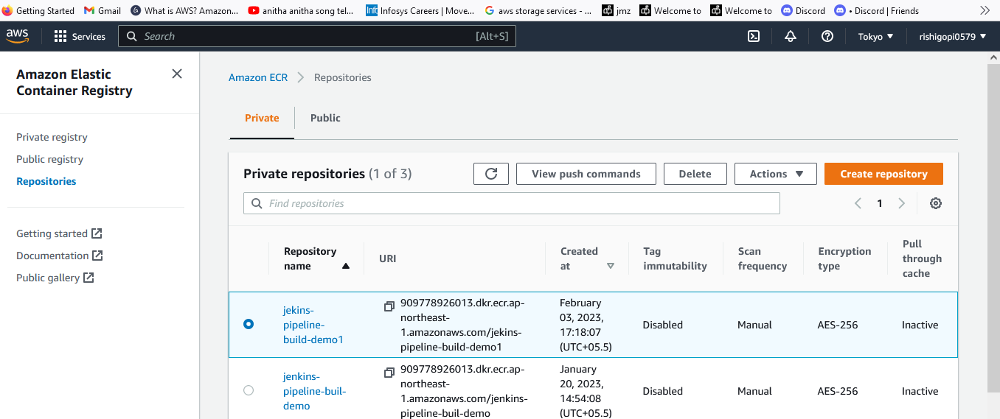 Getting Started Gmail What is AWS? Amazon... anitha anitha song tel... Infosys Careers | Move... aws storage services - ... jmz Welcome to Welcome to Discord • Discord | Friends
aws Services Search [Alt+S] Tokyo rishigopi0579
Amazon Elastic
Container Registry
Private registry
Public registry
Repositories
Getting started
Documentation
Public gallery
Amazon ECR Repositories
Private Public
Private repositories (1 of 3) View push commands Delete Actions Create repository
Find repositories 1
Repository
name
URI
Created
at
Tag
immutability
Scan
frequency
Encryption
type
Pull
through
cache
jekins-
pipeline-
build-demo1
909778926013.dkr.ecr.ap-
northeast-
1.amazonaws.com/jekins-
pipeline-build-demo1
February
03, 2023,
17:18:07
(UTC+05.5)
Disabled
Manual
AES-256
Inactive
jenkins-
pipeline-buil-
demo
909778926013.dkr.ecr.ap-
northeast-
1.amazonaws.com/jenkins-
pipeline-buil-demo
January
20, 2023,
14:54:08
(UTC+05.5)
Disabled
Manual
AES-256
Inactive